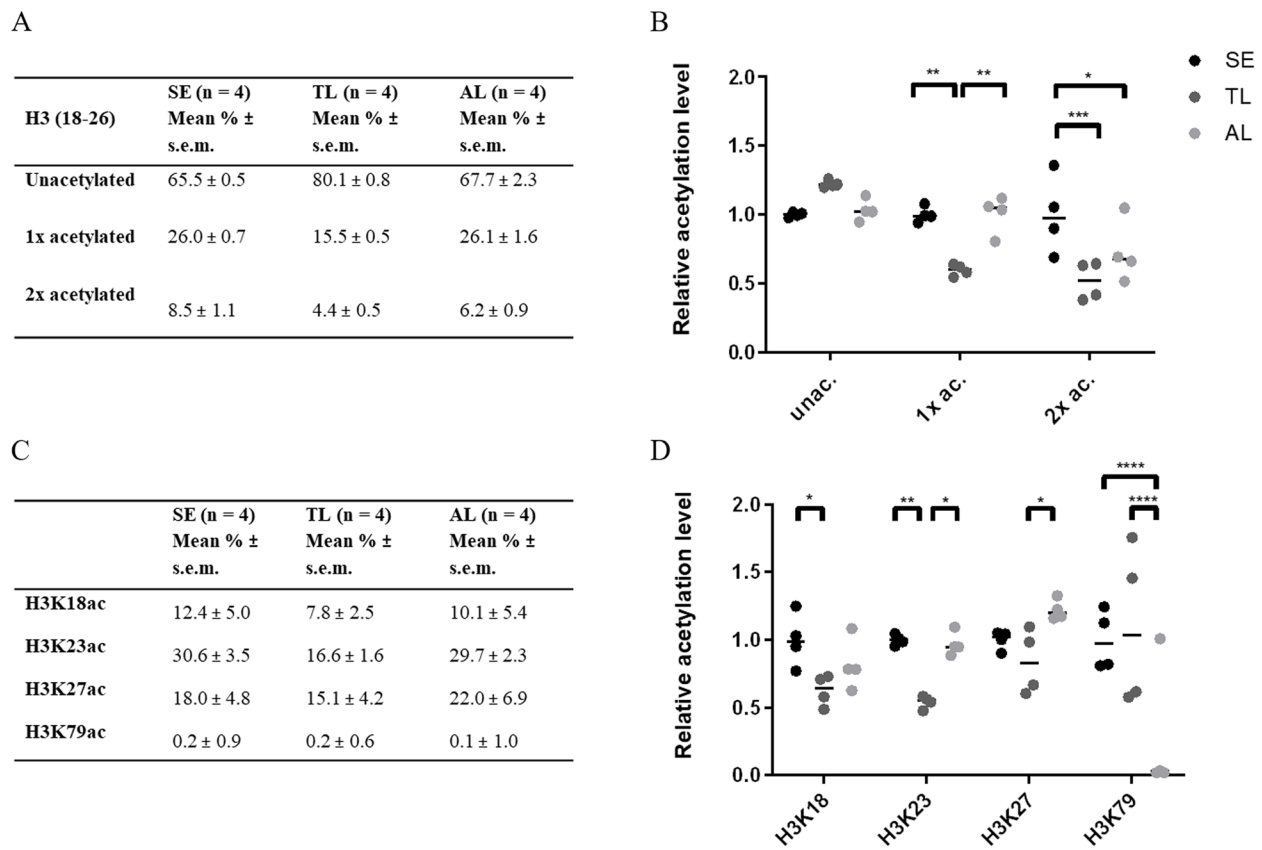 A
H3 (18-26)
SE (n = 4)
Mean % ±
s.e.m.
TL (n = 4)
Mean % ±
s.e.m.
AL (n = 4)
Mean % ±
s.e.m.
Unacetylated 65.5 ± 0.5 80.1 ± 0.8 67.7 ± 2.3
1x acetylated 26.0 ± 0.7 15.5 ± 0.5 26.1 ± 1.6
2x acetylated 8.5 ± 1.1 4.4 ± 0.5 6.2 ± 0.9
B
SE
TL
AL
Relative acetylation level
2.0
1.5
1.0
0.5
0.0
** ** *
***
unac. 1x ac. 2x ac.
C
SE (n = 4)
Mean % ±
s.e.m.
TL (n = 4)
Mean % ±
s.e.m.
AL (n = 4)
Mean % ±
s.e.m.
H3K18ac 12.4 ± 5.0 7.8 ± 2.5 10.1 ± 5.4
H3K23ac 30.6 ± 3.5 16.6 ± 1.6 29.7 ± 2.3
H3K27ac 18.0 ± 4.8 15.1 ± 4.2 22.0 ± 6.9
H3K79ac 0.2 ± 0.9 0.2 ± 0.6 0.1 ± 1.0
D
Relative acetylation level
2.0
1.5
1.0
0.5
0.0
****
* ** * * ****
H3K18 H3K23 H3K27 H3K79